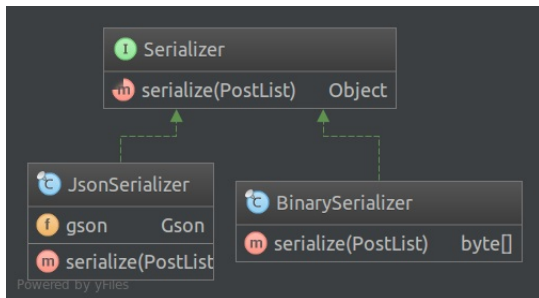 I Serializer
m serialize(PostList) Object
C JsonSerializer
f gson Gson
m serialize(PostList
C BinarySerializer
m serialize(PostList) byte[]
Powered by yFiles